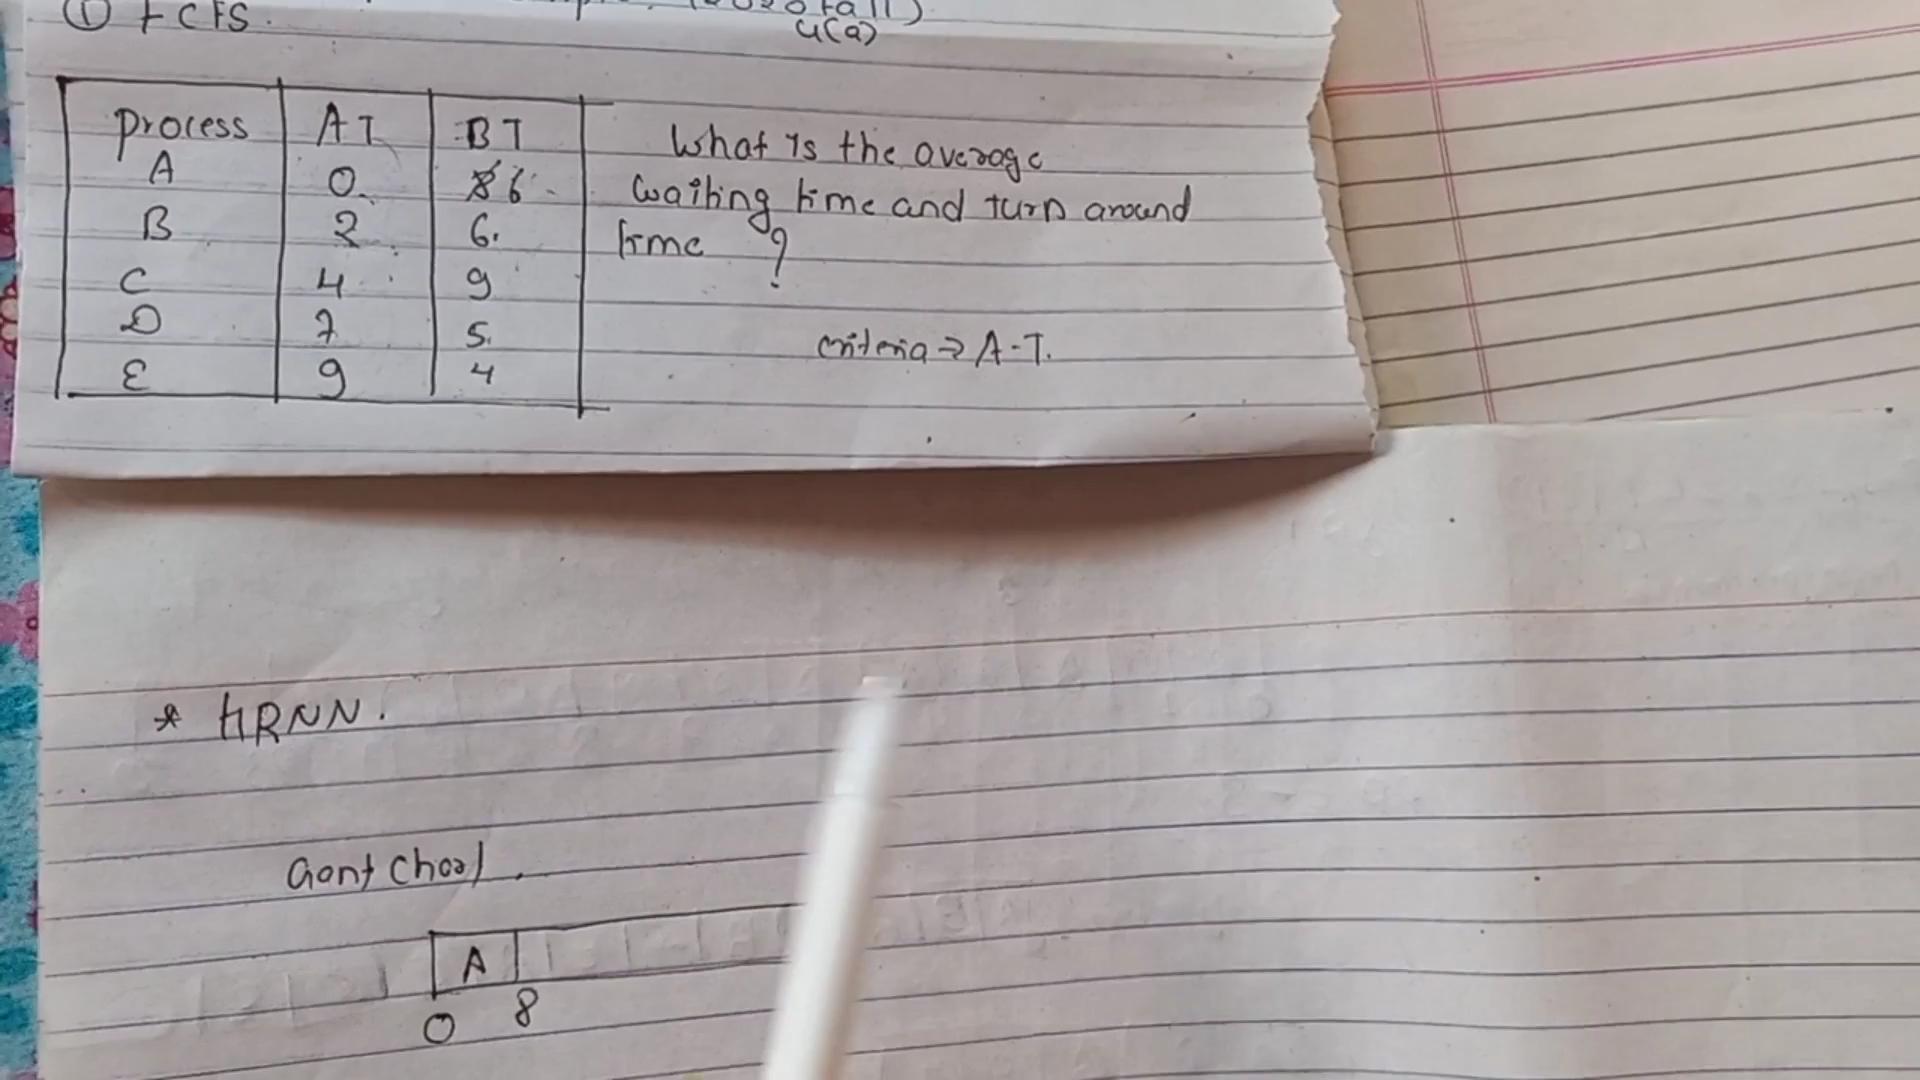 ① FCFS.
4(a)
Process AT BT
A 0 6
B 2 6.
C 4 9
D 7 5.
E 9 4
What is the average
waiting time and turn around
time ?
criteria → A-T.
* HRNN.
Gant Chart.
A
0 8